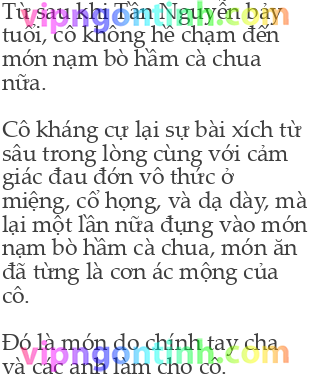 Từ sau khi Tần Nguyễn bảy
tuổi, cô không hề chạm đến
món nạm bò hầm cà chua
nữa.
Cô kháng cự lại sự bài xích từ
sâu trong lòng cùng với cảm
giác đau đớn vô thức ở
miệng, cổ họng, và dạ dày, mà
lại một lần nữa đụng vào món
nạm bò hầm cà chua, món ăn
đã từng là cơn ác mộng của
cô.
Đó là món do chính tay cha
và các anh làm cho cô.
vipngontinh.com
vipngontinh.com
vipngontinh.com